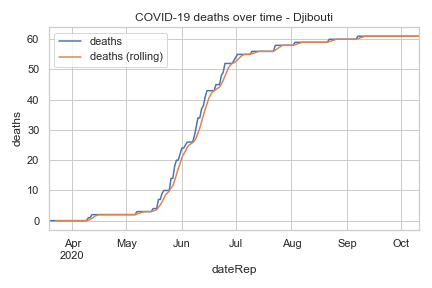 COVID-19 deaths over time - Djibouti
deaths
deaths (rolling)
60
50
40
30
20
10
0
deaths
Apr
2020
May
Jun
Jul
Aug
Sep
Oct
dateRep